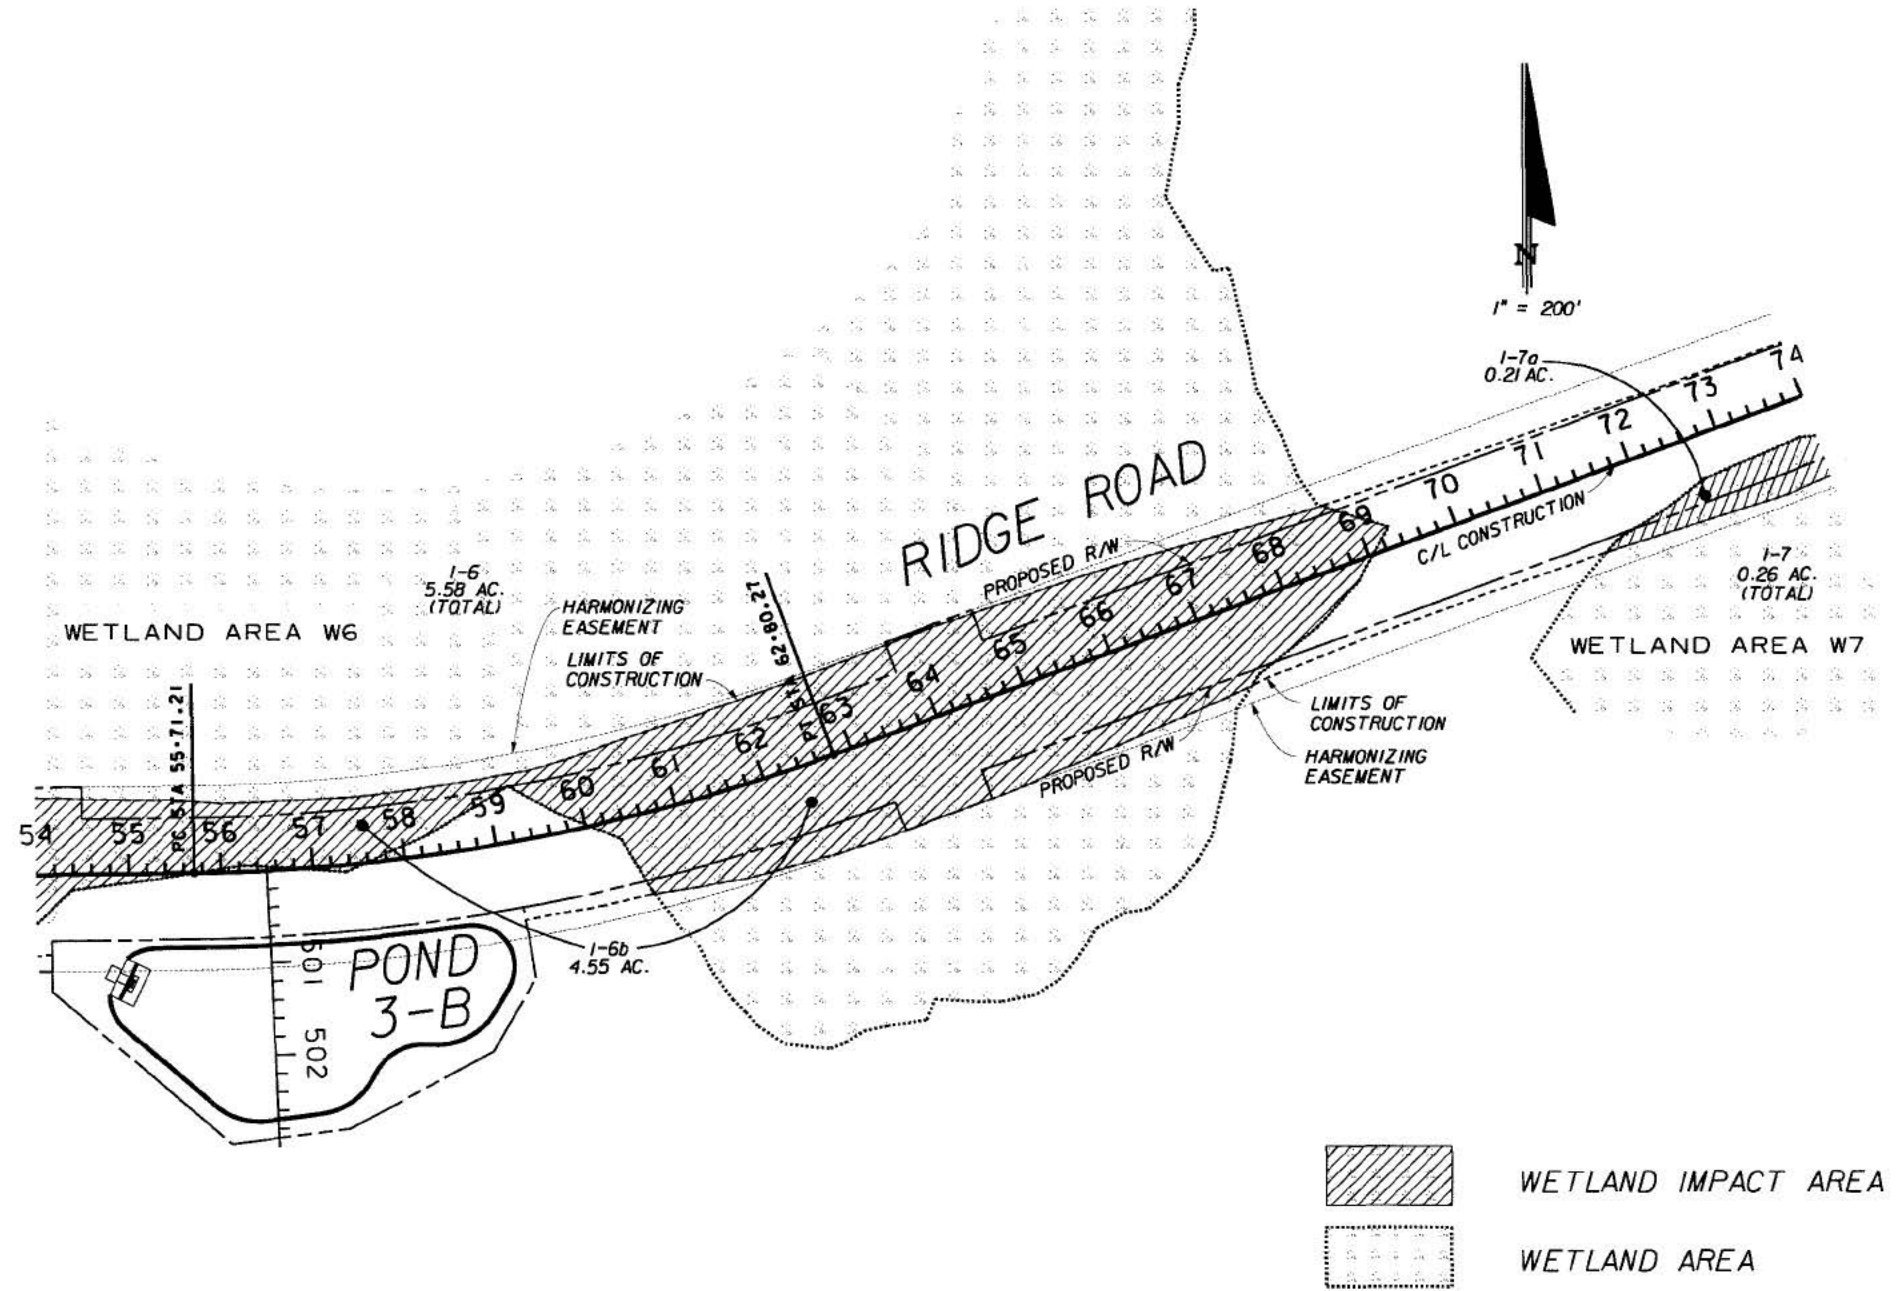 N
1" = 200'
1-7a
0.21 AC.
74
73
72
71
70
69
68
67
66
65
64
63
62
61
60
59
58
57
56
55
54
RIDGE ROAD
PROPOSED R/W
C/L CONSTRUCTION
1-7
0.26 AC.
(TOTAL)
WETLAND AREA W7
1-6
5.58 AC.
(TOTAL)
WETLAND AREA W6
HARMONIZING
EASEMENT
LIMITS OF
CONSTRUCTION
PT STA 62+80.27
PC STA 55+71.21
LIMITS OF
CONSTRUCTION
HARMONIZING
EASEMENT
PROPOSED R/W
1-6b
4.55 AC.
501
502
POND
3-B
WETLAND IMPACT AREA
WETLAND AREA